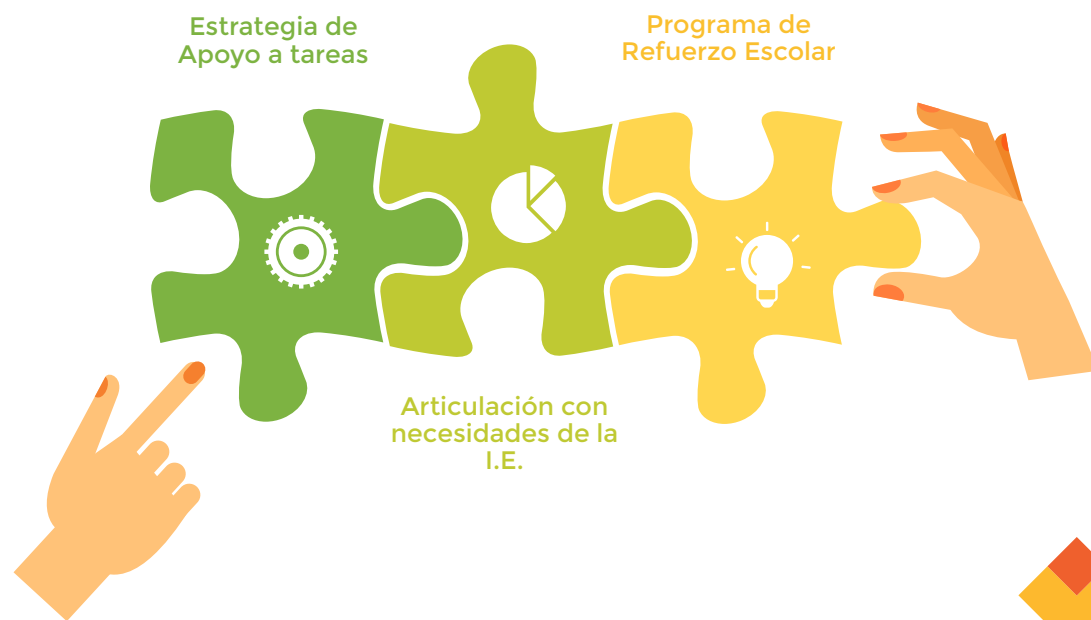 Estrategia de
Apoyo a tareas
Programa de
Refuerzo Escolar
Articulación con
necesidades de la
I.E.